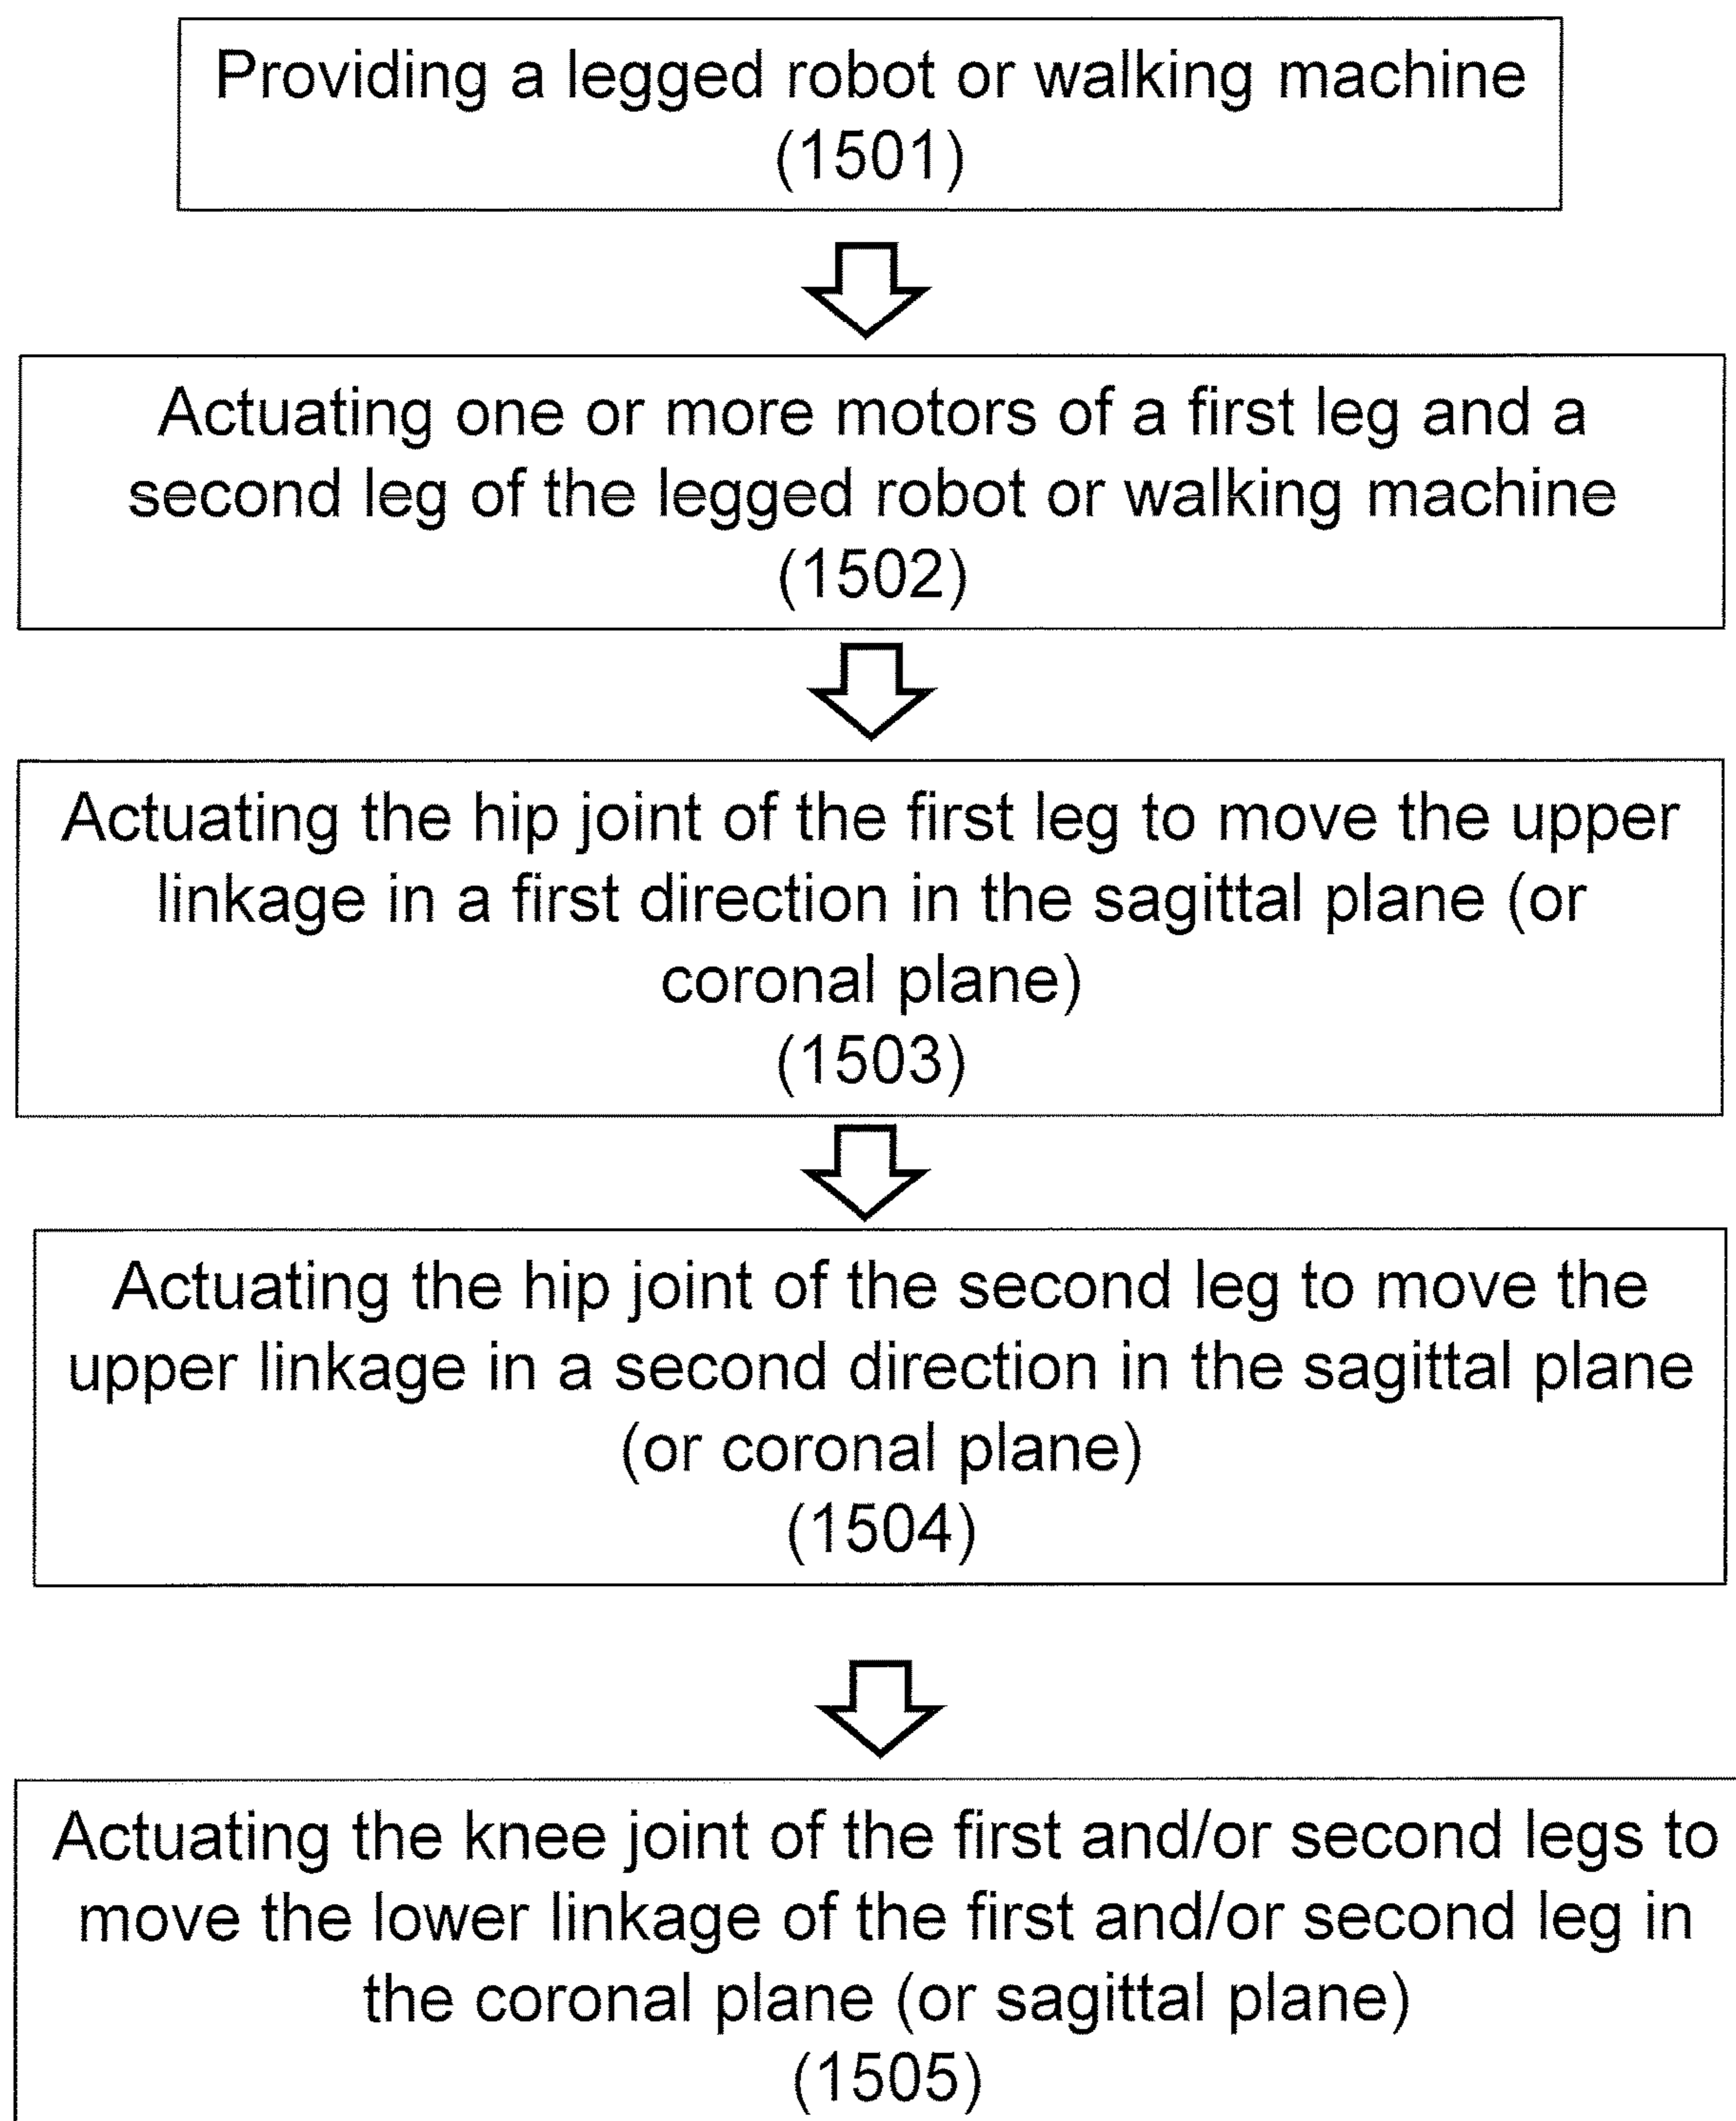 Providing a legged robot or walking machine
(1501)
Actuating one or more motors of a first leg and a
second leg of the legged robot or walking machine
(1502)
Actuating the hip joint of the first leg to move the upper
linkage in a first direction in the sagittal plane (or
coronal plane)
(1503)
Actuating the hip joint of the second leg to move the
upper linkage in a second direction in the sagittal plane
(or coronal plane)
(1504)
Actuating the knee joint of the first and/or second legs to
move the lower linkage of the first and/or second leg in
the coronal plane (or sagittal plane)
(1505)